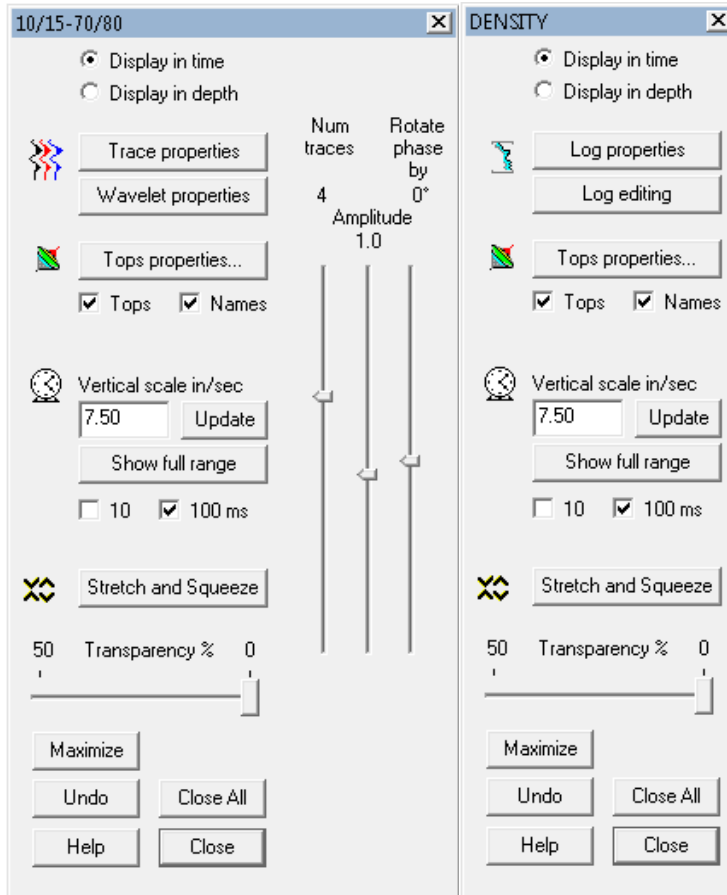 10/15-70/80
Display in time
Display in depth
Num traces
Rotate phase by
Trace properties
Wavelet properties
4
0°
Amplitude
1.0
Tops properties...
Tops Names
Vertical scale in/sec
7.50 Update
Show full range
10 100 ms
Stretch and Squeeze
50 Transparency % 0
Maximize
Undo Close All
Help Close
DENSITY
Display in time
Display in depth
Log properties
Log editing
Tops properties...
Tops Names
Vertical scale in/sec
7.50 Update
Show full range
10 100 ms
Stretch and Squeeze
50 Transparency % 0
Maximize
Undo Close All
Help Close